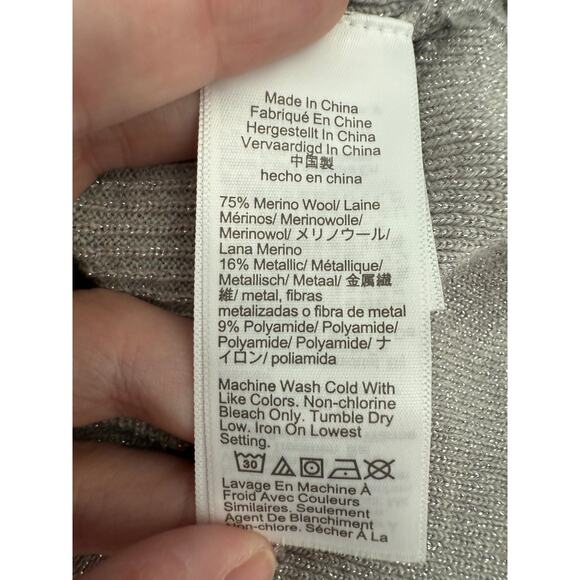 Made In China
Fabriqué En Chine
Hergestellt In China
Vervaardigd In China
中国製
hecho en china
75% Merino Wool/ Laine
Mérinos/ Merinowolle/
Merinowol/ メリノウール/
Lana Merino
16% Metallic/ Métallique/
Metallisch/ Metaal/ 金属繊
維/ metal, fibras
metalizadas o fibra de metal
9% Polyamide/ Polyamide/
Polyamide/ Polyamide/ ナ
イロン/ poliamida
Machine Wash Cold With
Like Colors. Non-chlorine
Bleach Only. Tumble Dry
Low. Iron On Lowest
Setting.
30
Lavage En Machine À
Froid Avec Couleurs
Similaires. Seulement
Agent De Blanchiment
Non-chlore. Sécher À La